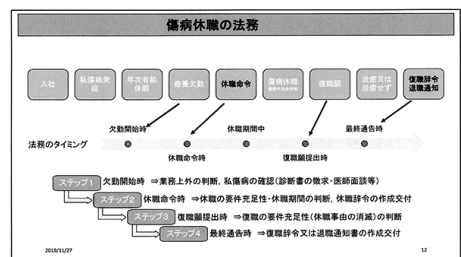 傷病休職の法務
入社
私傷病発症
年次有給休暇
療養欠勤
休職命令
傷病休職
復職願
治癒又は治癒せず
復職辞令
退職通知
欠勤開始時
休職期間中
最終通告時
法務のタイミング
休職命令時
復職願提出時
ステップ1 欠勤開始時 ⇒業務上外の判断、私傷病の確認(診断書の徴求・医師面談等)
ステップ2 休職命令時 ⇒休職の要件充足性・休職期間の判断、休職辞令の作成交付
ステップ3 復職願提出時 ⇒復職の要件充足性(休職事由の消滅)の判断
ステップ4 最終通告時 ⇒復職辞令又は退職通知書の作成交付
2019/11/27
12